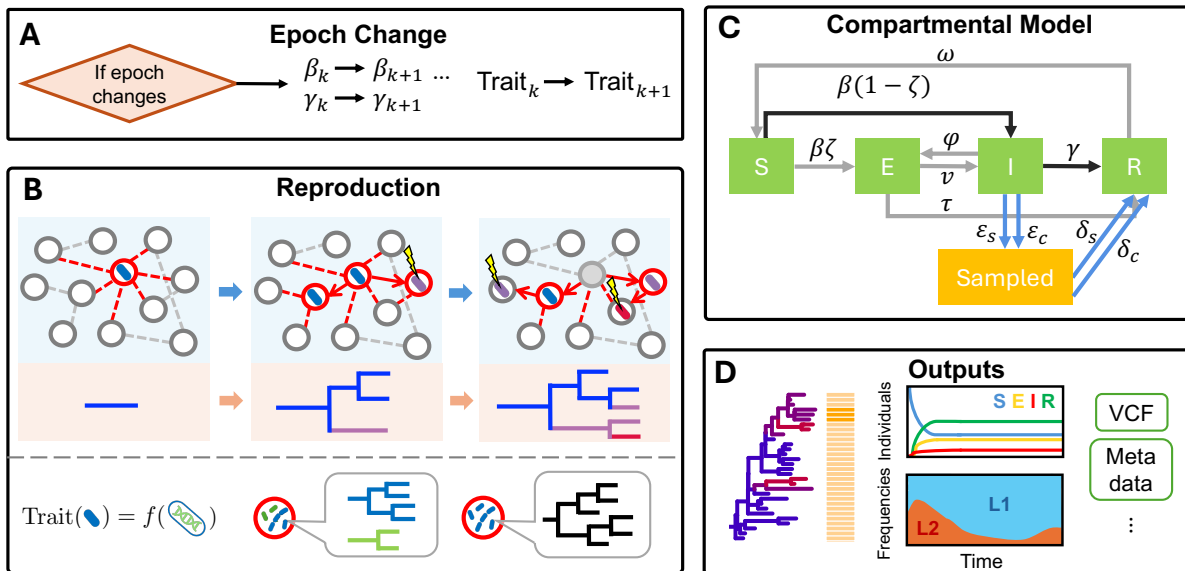 A
Epoch Change
If epoch
changes
β_k → β_{k+1} ...
γ_k → γ_{k+1}
Trait_k → Trait_{k+1}
B
Reproduction
Trait( ) = f( )
C
Compartmental Model
ω
β(1 − ζ)
S
βζ
E
φ
v
I
γ
R
τ
ε_s
ε_c
δ_s
δ_c
Sampled
D
Outputs
Individuals
S E I R
Frequencies
L1
L2
Time
VCF
Meta
data
⋮